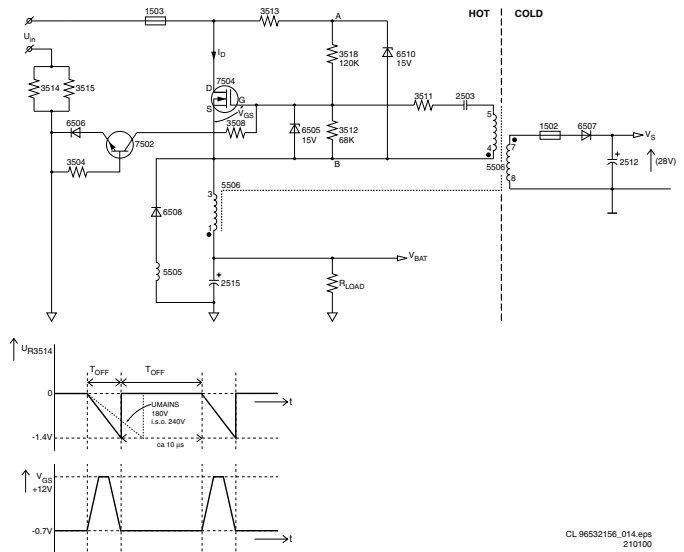 1503
3513
A
HOT
COLD
Uin
ID
3518
120K
6510
15V
3514
3515
7504
D
G
S
VGS
3511
2503
5
6506
7502
3508
6505
15V
3512
68K
4
1502
6507
VS
7
5506
8
2512
(28V)
3504
B
5506
6508
3
1
5505
2515
VBAT
RLOAD
UR3514
TOFF
TOFF
0
t
UMAINS
180V
i.s.o. 240V
-1.4V
ca 10 µs
VGS
+12V
-0.7V
t
CL 96532156_014.eps
210100